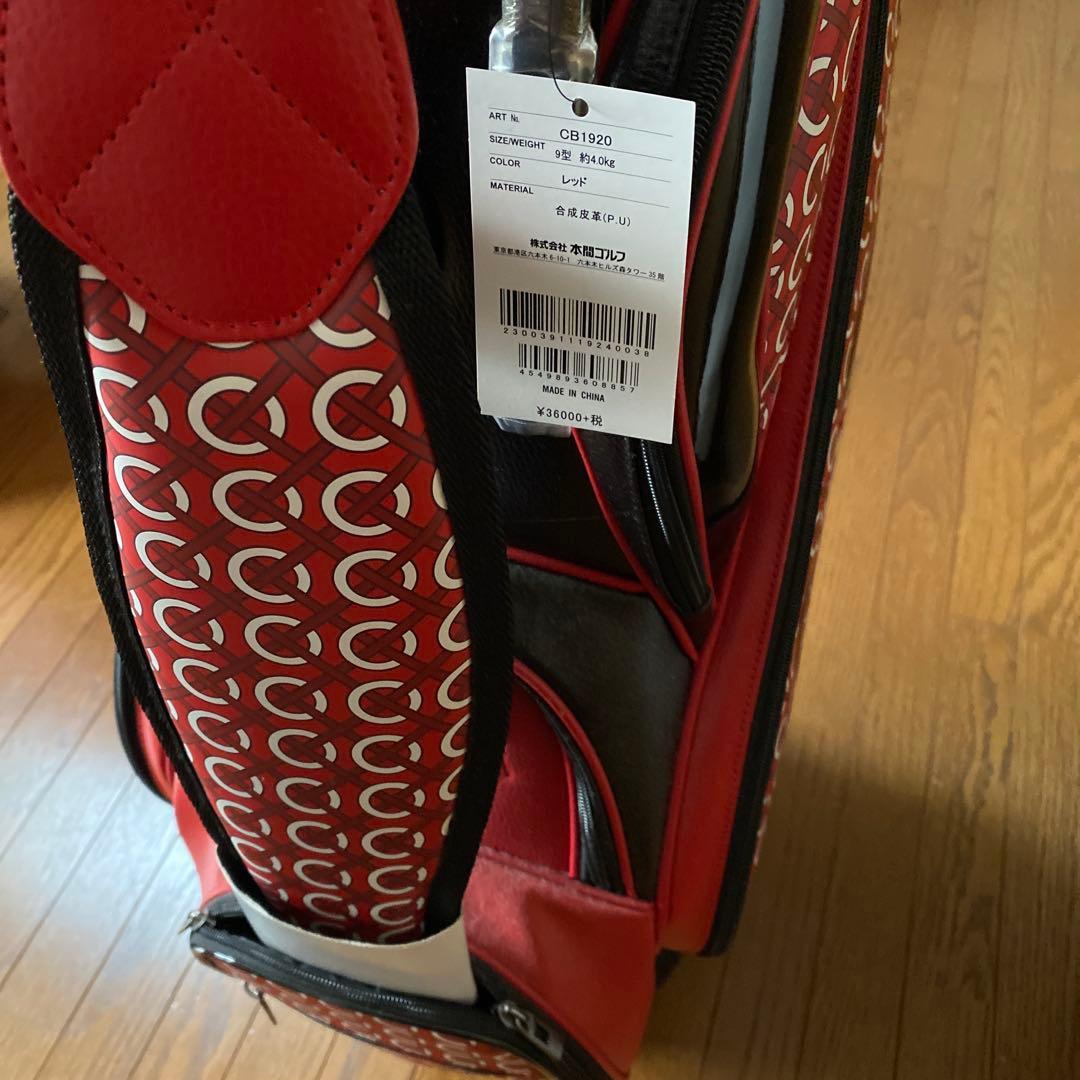 ART №. CB1920
SIZE/WEIGHT 9型 約4.0kg
COLOR レッド
MATERIAL
合成皮革(P.U)
株式会社 本間ゴルフ
東京都港区六本木 6-10-1 六本木ヒルズ森タワー 35 階
2300391119240038
4549893608857
MADE IN CHINA
¥36000+税